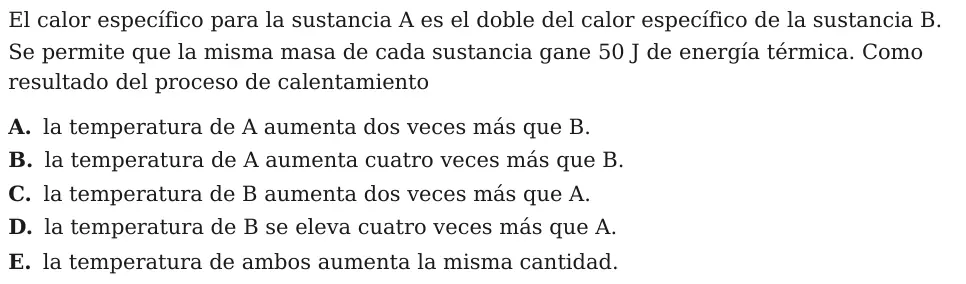 El calor específico para la sustancia A es el doble del calor específico de la sustancia B.
Se permite que la misma masa de cada sustancia gane 50 J de energía térmica. Como
resultado del proceso de calentamiento
A. la temperatura de A aumenta dos veces más que B.
B. la temperatura de A aumenta cuatro veces más que B.
C. la temperatura de B aumenta dos veces más que A.
D. la temperatura de B se eleva cuatro veces más que A.
E. la temperatura de ambos aumenta la misma cantidad.